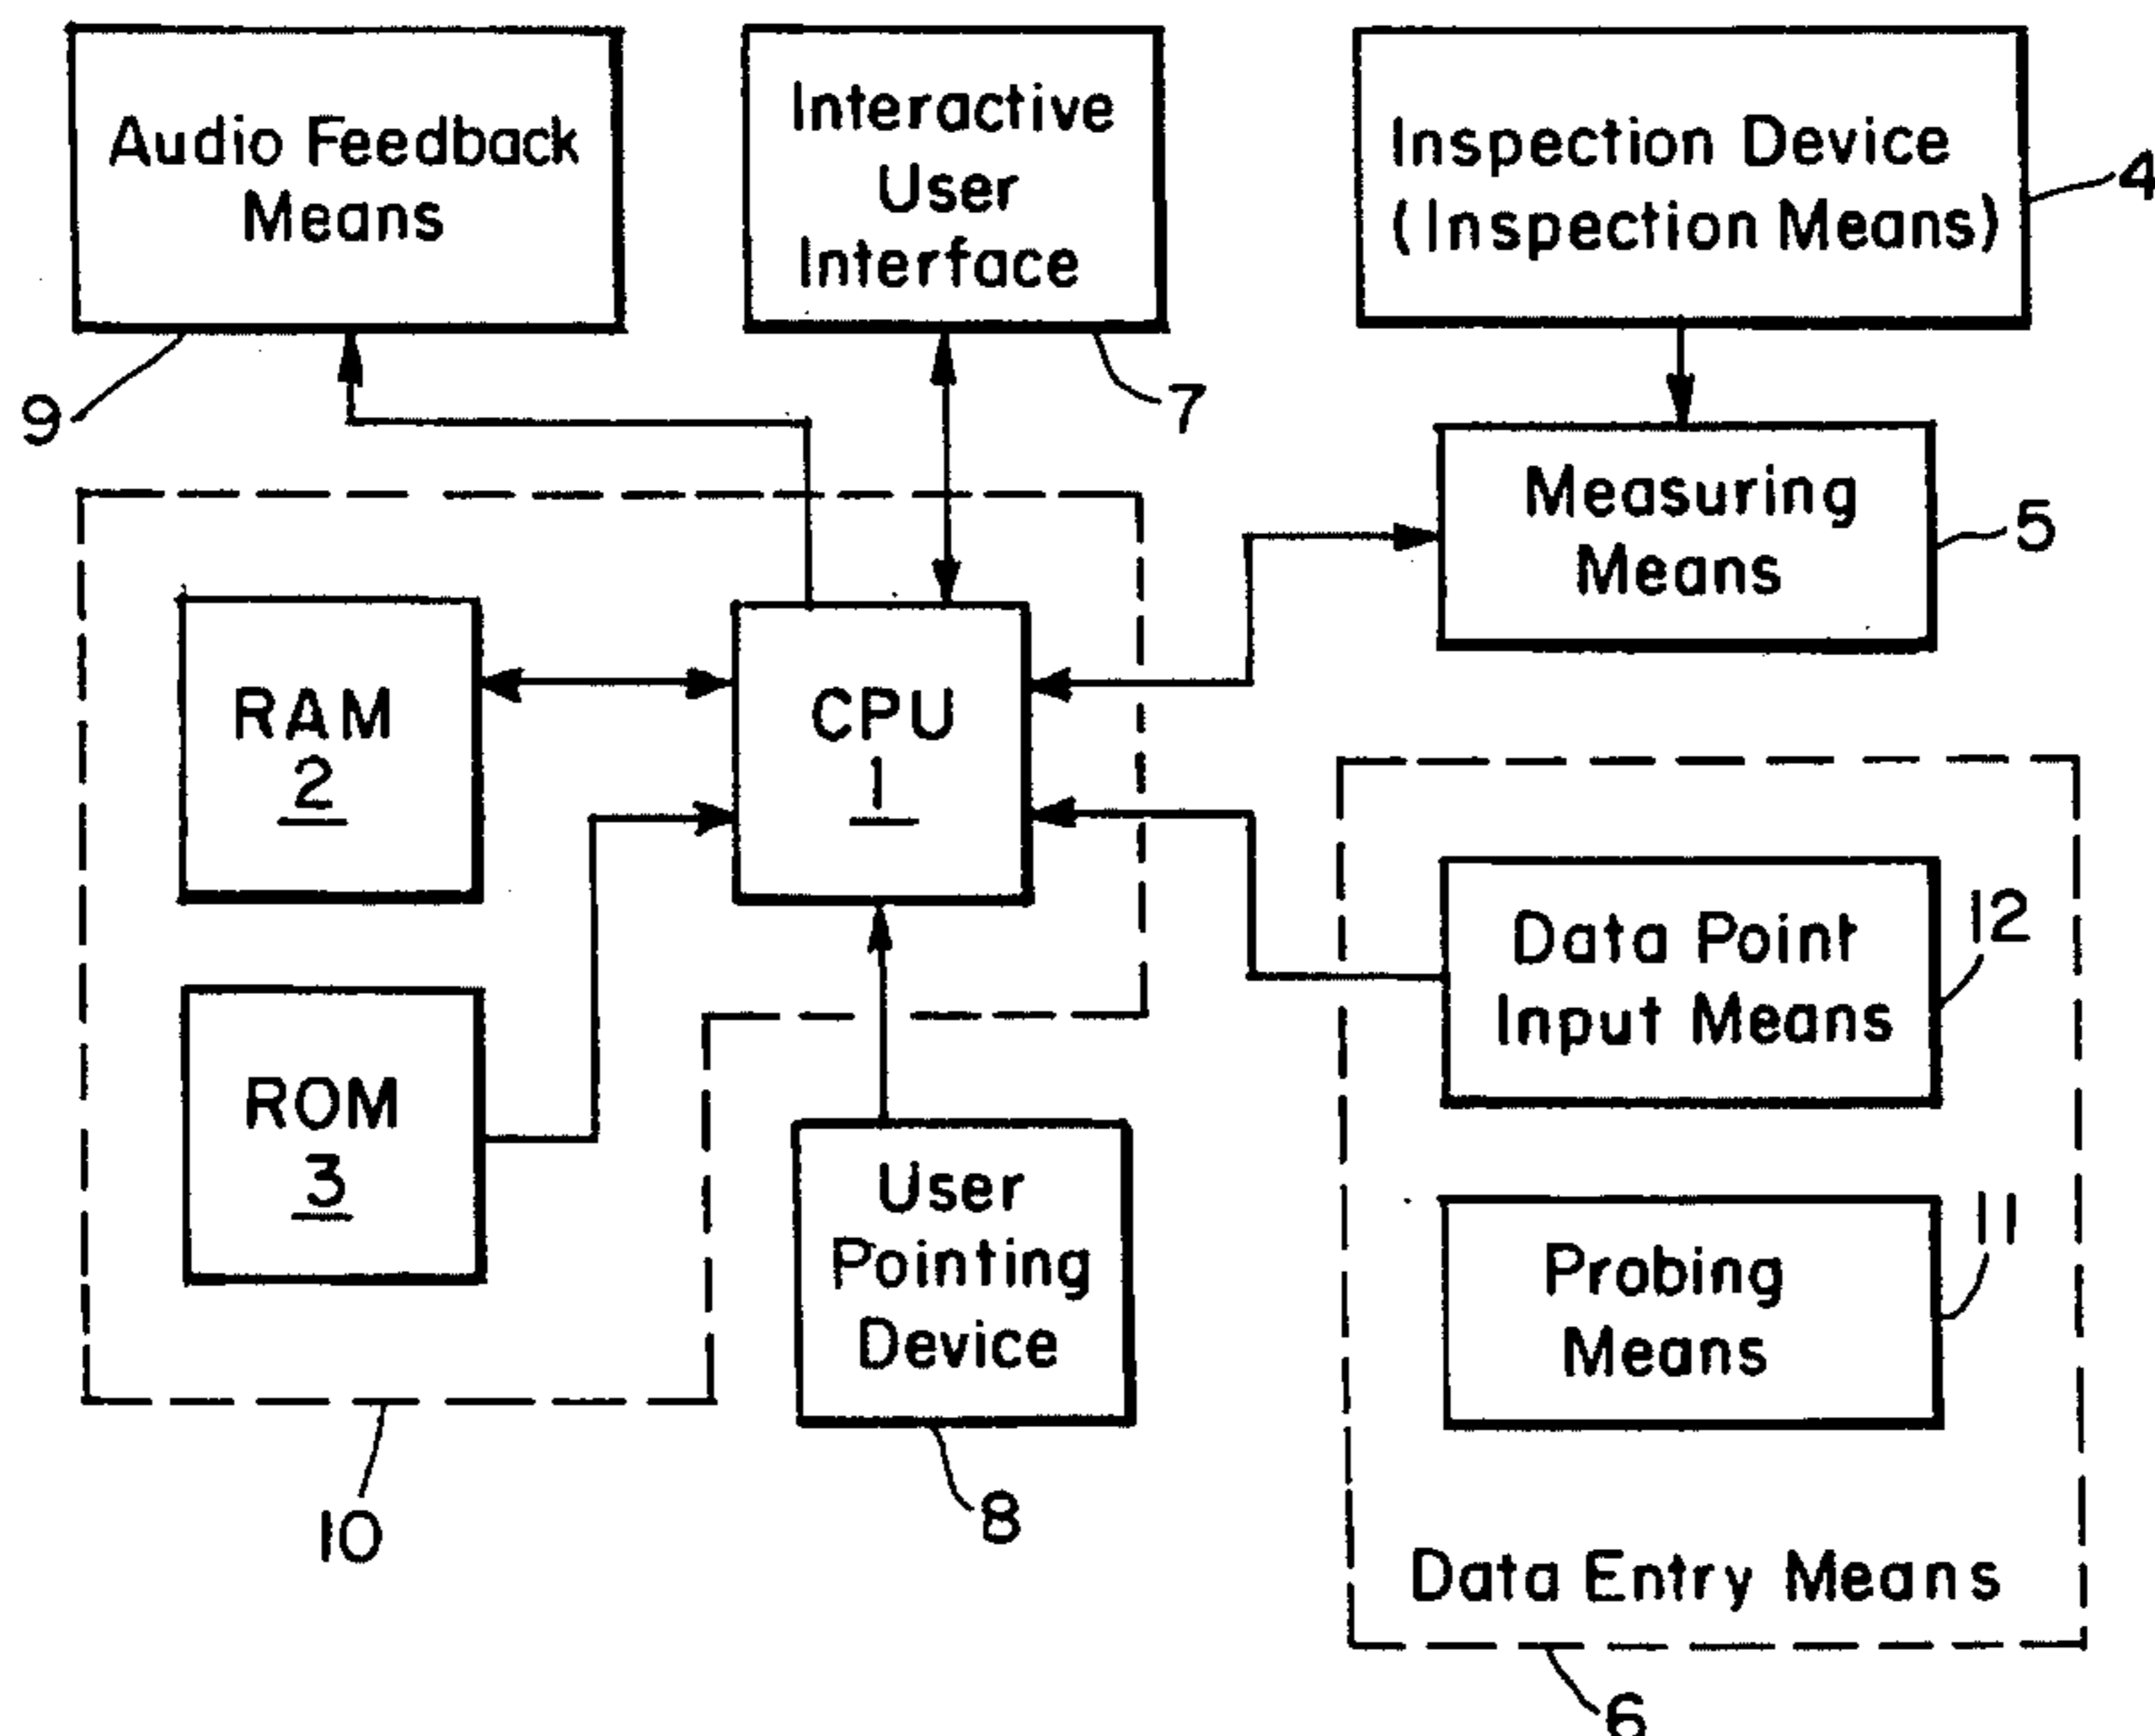 Audio Feedback
Means
9
Interactive
User
Interface
7
Inspection Device
(Inspection Means)
4
Measuring
Means
5
RAM
2
CPU
1
ROM
3
10
User
Pointing
Device
8
Data Point
Input Means
12
Probing
Means
11
Data Entry Means
6